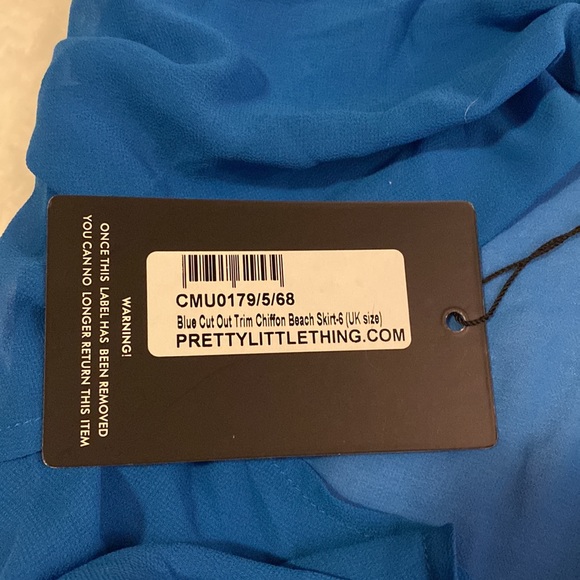 CMU0179/5/68
Blue Cut Out Trim Chiffon Beach Skirt-6 (UK size)
PRETTYLITTLETHING.COM
WARNING!
ONCE THIS LABEL HAS BEEN REMOVED
YOU CAN NO LONGER RETURN THIS ITEM